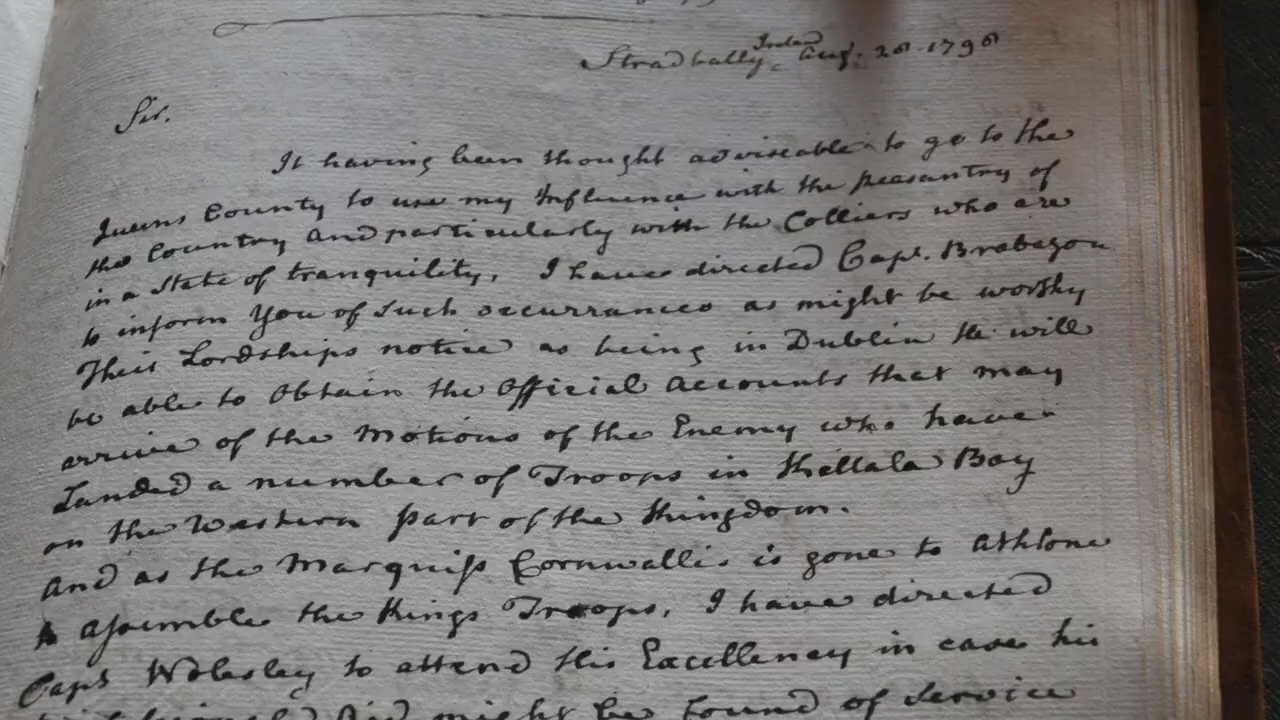 Stradbally Ireland Augt. 28. 1798
Sir.
It having been thought adviseable to go to the
Queens County to use my Influence with the peasantry of
the Country and particularly with the Colliers who are
in a State of tranquility, I have directed Capt. Brabazon
to inform You of Such occurrances as might be worthy
Their Lordships notice as being in Dublin He will
be able to Obtain the Official Accounts that may
arrive of the Motions of the Enemy who have
Landed a number of Troops in Killala Bay
on the Western part of the Kingdom.
And as the Marquiss Cornwallis is gone to Athlone
to assemble the Kings Troops, I have directed
Capt Wolesley to attend His Excellency in case his
Aid might be found of Service